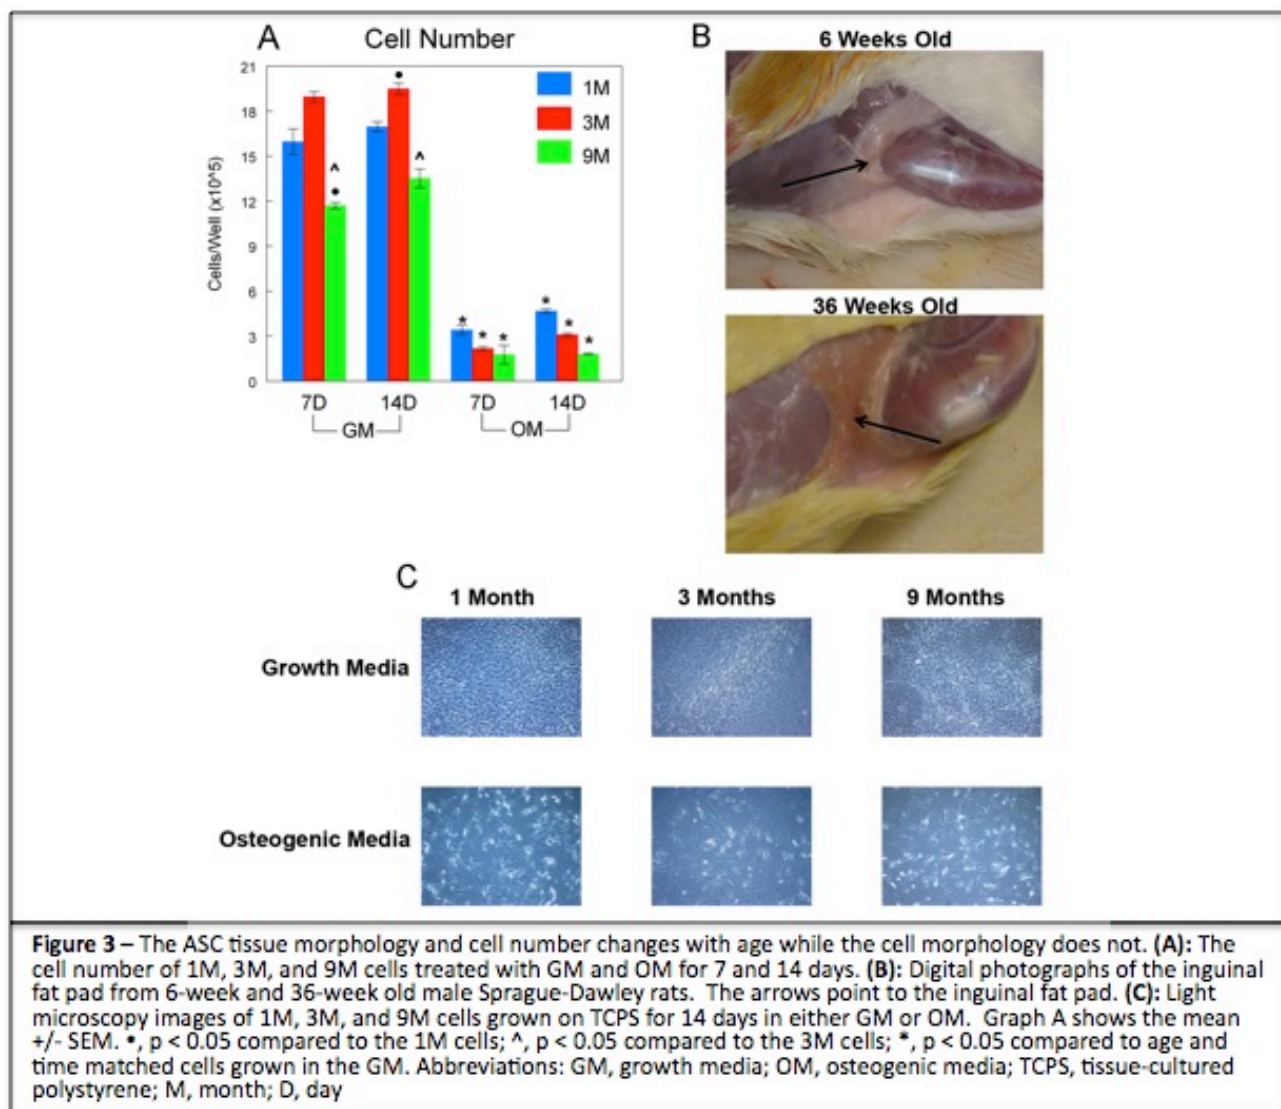 A
Cell Number
21
18
15
12
9
6
3
0
Cells/Well (x10^5)
1M
3M
9M
• 
^
•
^
*
*
*
*
*
*
7D
14D
7D
14D
GM
OM
B
6 Weeks Old
36 Weeks Old
C
1 Month
3 Months
9 Months
Growth Media
Osteogenic Media
Figure 3 – The ASC tissue morphology and cell number changes with age while the cell morphology does not. (A): The
cell number of 1M, 3M, and 9M cells treated with GM and OM for 7 and 14 days. (B): Digital photographs of the inguinal
fat pad from 6-week and 36-week old male Sprague-Dawley rats. The arrows point to the inguinal fat pad. (C): Light
microscopy images of 1M, 3M, and 9M cells grown on TCPS for 14 days in either GM or OM. Graph A shows the mean
+/- SEM. •, p < 0.05 compared to the 1M cells; ^, p < 0.05 compared to the 3M cells; *, p < 0.05 compared to age and
time matched cells grown in the GM. Abbreviations: GM, growth media; OM, osteogenic media; TCPS, tissue-cultured
polystyrene; M, month; D, day